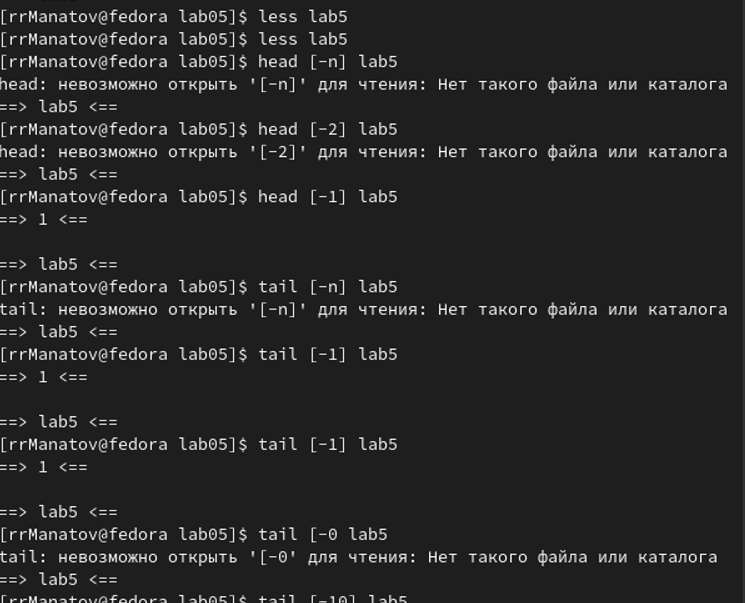 [rrManatov@fedora lab05]$ less lab5
[rrManatov@fedora lab05]$ less lab5
[rrManatov@fedora lab05]$ head [-n] lab5
head: невозможно открыть '[-n]' для чтения: Нет такого файла или каталога
==> lab5 <==
[rrManatov@fedora lab05]$ head [-2] lab5
head: невозможно открыть '[-2]' для чтения: Нет такого файла или каталога
==> lab5 <==
[rrManatov@fedora lab05]$ head [-1] lab5
==> 1 <==
==> lab5 <==
[rrManatov@fedora lab05]$ tail [-n] lab5
tail: невозможно открыть '[-n]' для чтения: Нет такого файла или каталога
==> lab5 <==
[rrManatov@fedora lab05]$ tail [-1] lab5
==> 1 <==
==> lab5 <==
[rrManatov@fedora lab05]$ tail [-1] lab5
==> 1 <==
==> lab5 <==
[rrManatov@fedora lab05]$ tail [-0 lab5
tail: невозможно открыть '[-0' для чтения: Нет такого файла или каталога
==> lab5 <==
[rrManatov@fedora lab05]$ tail [-10] lab5